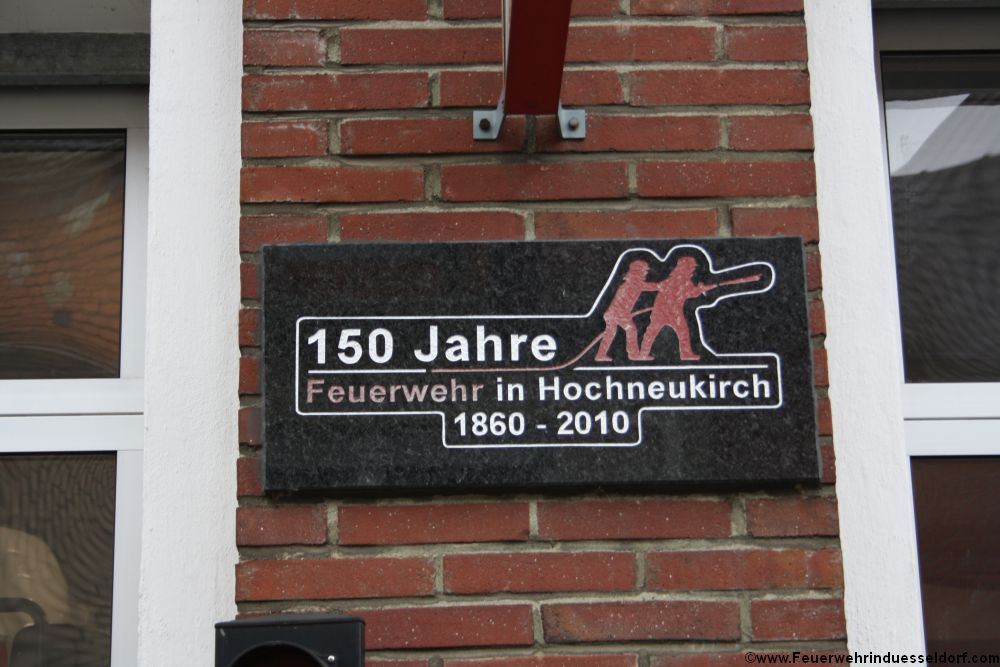 150 Jahre
Feuerwehr in Hochneukirch
1860 - 2010
©www.Feuerwehrinduesseldorf.com